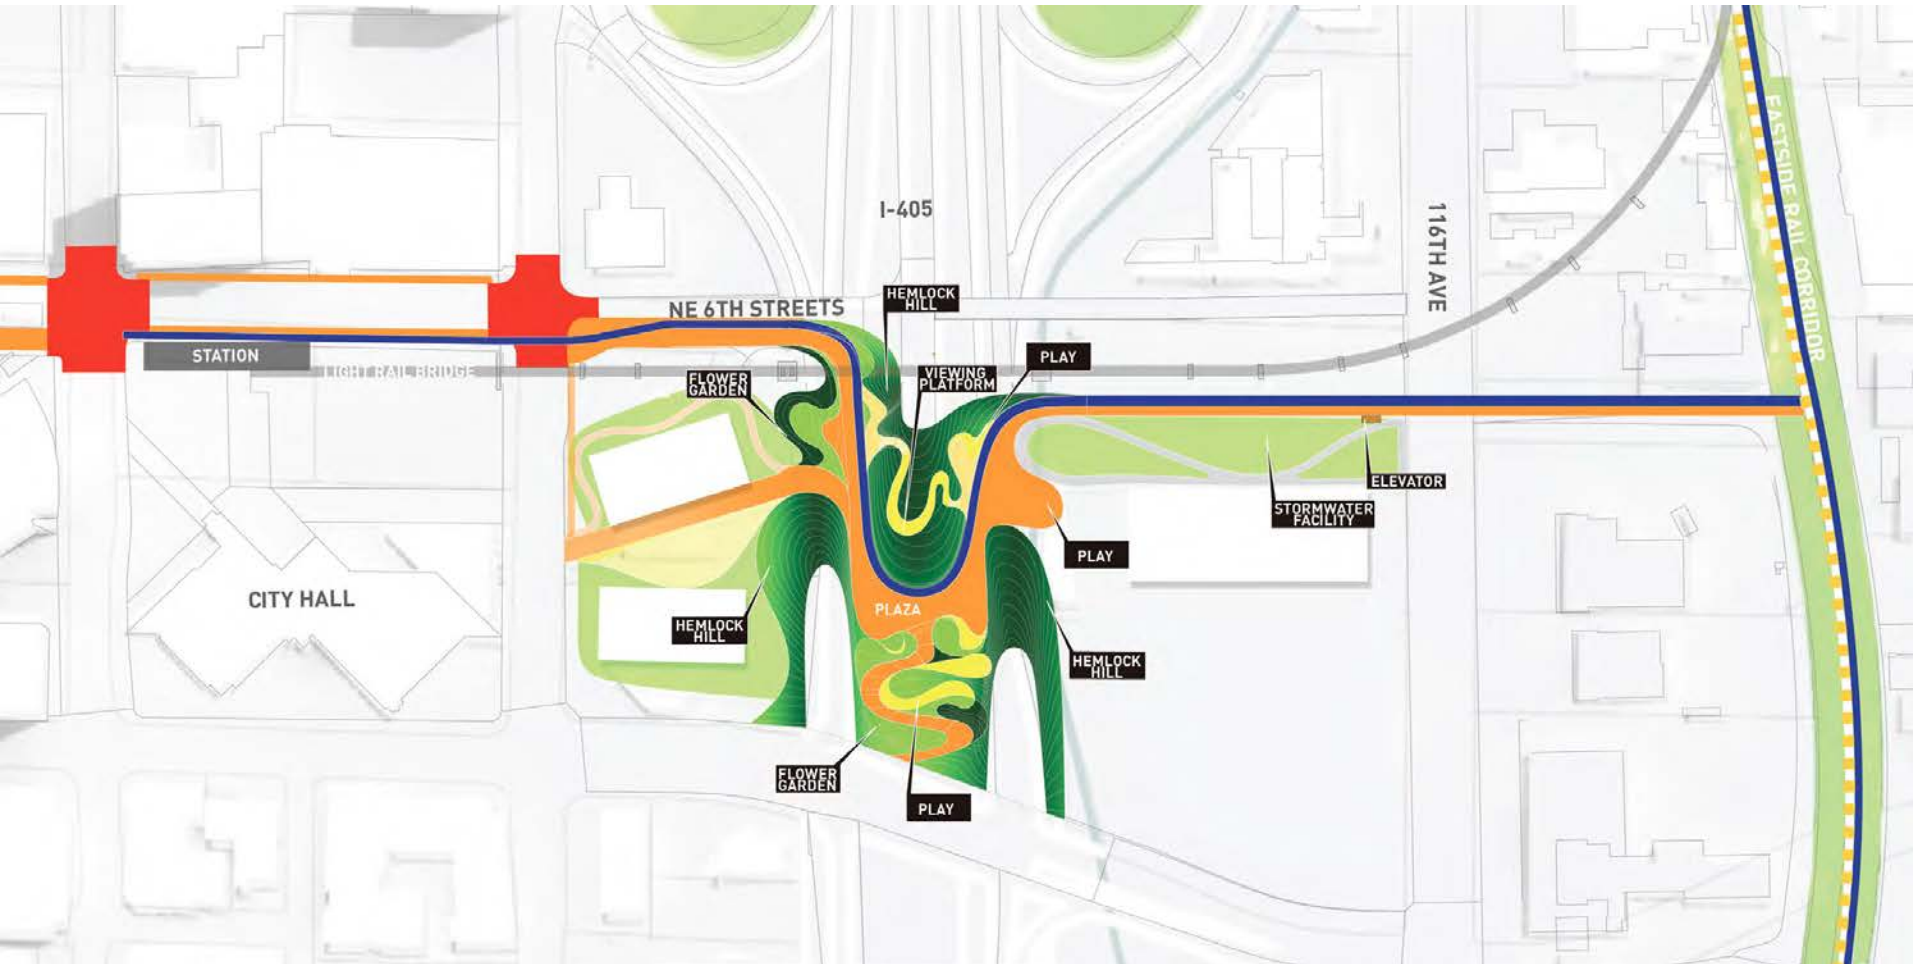 I-405
116TH AVE
EASTSIDE RAIL CORRIDOR
HEMLOCK
HILL
NE 6TH STREETS
STATION
LIGHT RAIL BRIDGE
PLAY
VIEWING
PLATFORM
FLOWER
GARDEN
ELEVATOR
STORMWATER
FACILITY
PLAY
CITY HALL
PLAZA
HEMLOCK
HILL
HEMLOCK
HILL
FLOWER
GARDEN
PLAY